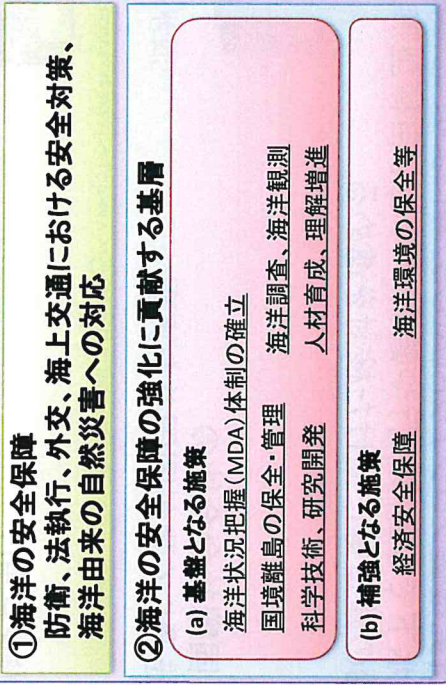 ①海洋の安全保障
防衛、法執行、外交、海上交通における安全対策、
海洋由来の自然災害への対応
②海洋の安全保障の強化に貢献する基層
(a) 基盤となる施策
海洋状況把握(MDA)体制の確立
国境離島の保全・管理 海洋調査、海洋観測
科学技術、研究開発 人材育成、理解増進
(b) 補強となる施策
経済安全保障 海洋環境の保全等